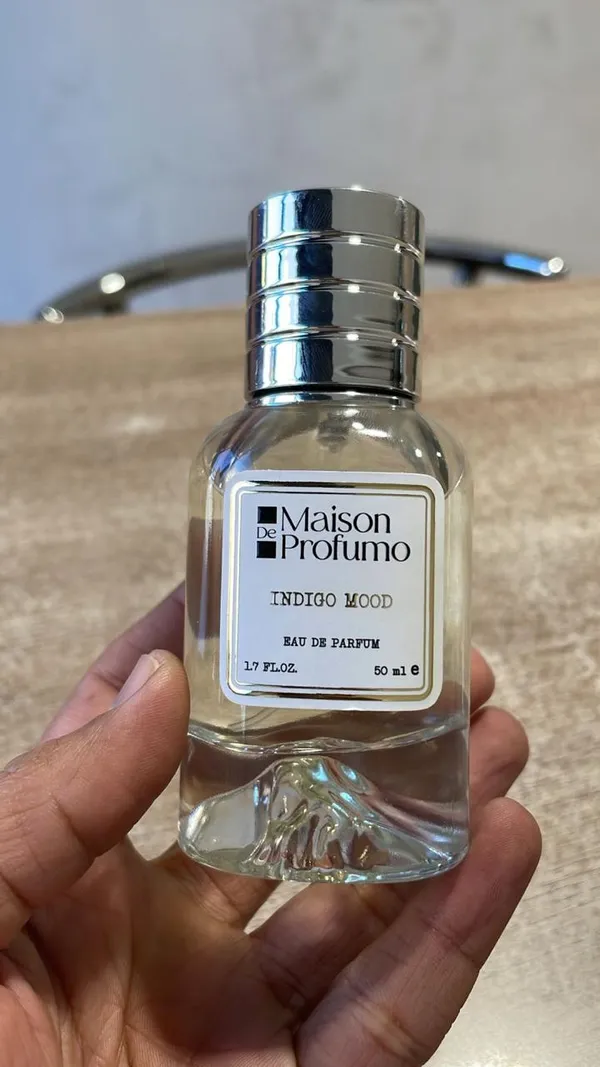 Maison
De
Profumo
INDIGO MOOD
EAU DE PARFUM
1.7 FL.OZ. 50 ml e